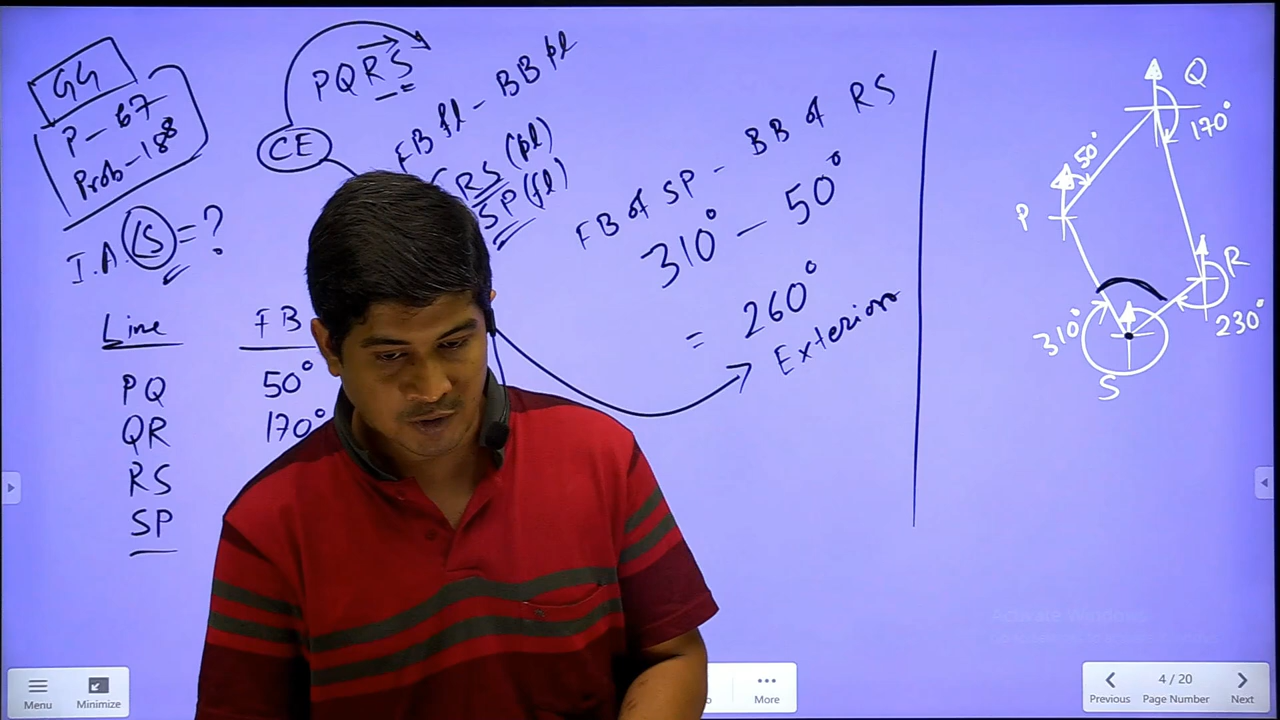 GG
P - 67
Prob - 188
I.A. ∠S = ?
CE
PQRS
FB fl - BB pl
RS (pl)
SP (fl)
FB of SP - BB of RS
310° - 50°
= 260°
Exterior
Line FB
PQ 50°
QR 170°
RS
SP
Q
170°
50°
P
R
230°
310°
S
Menu
Minimize
More
4 / 20
Previous
Page Number
Next